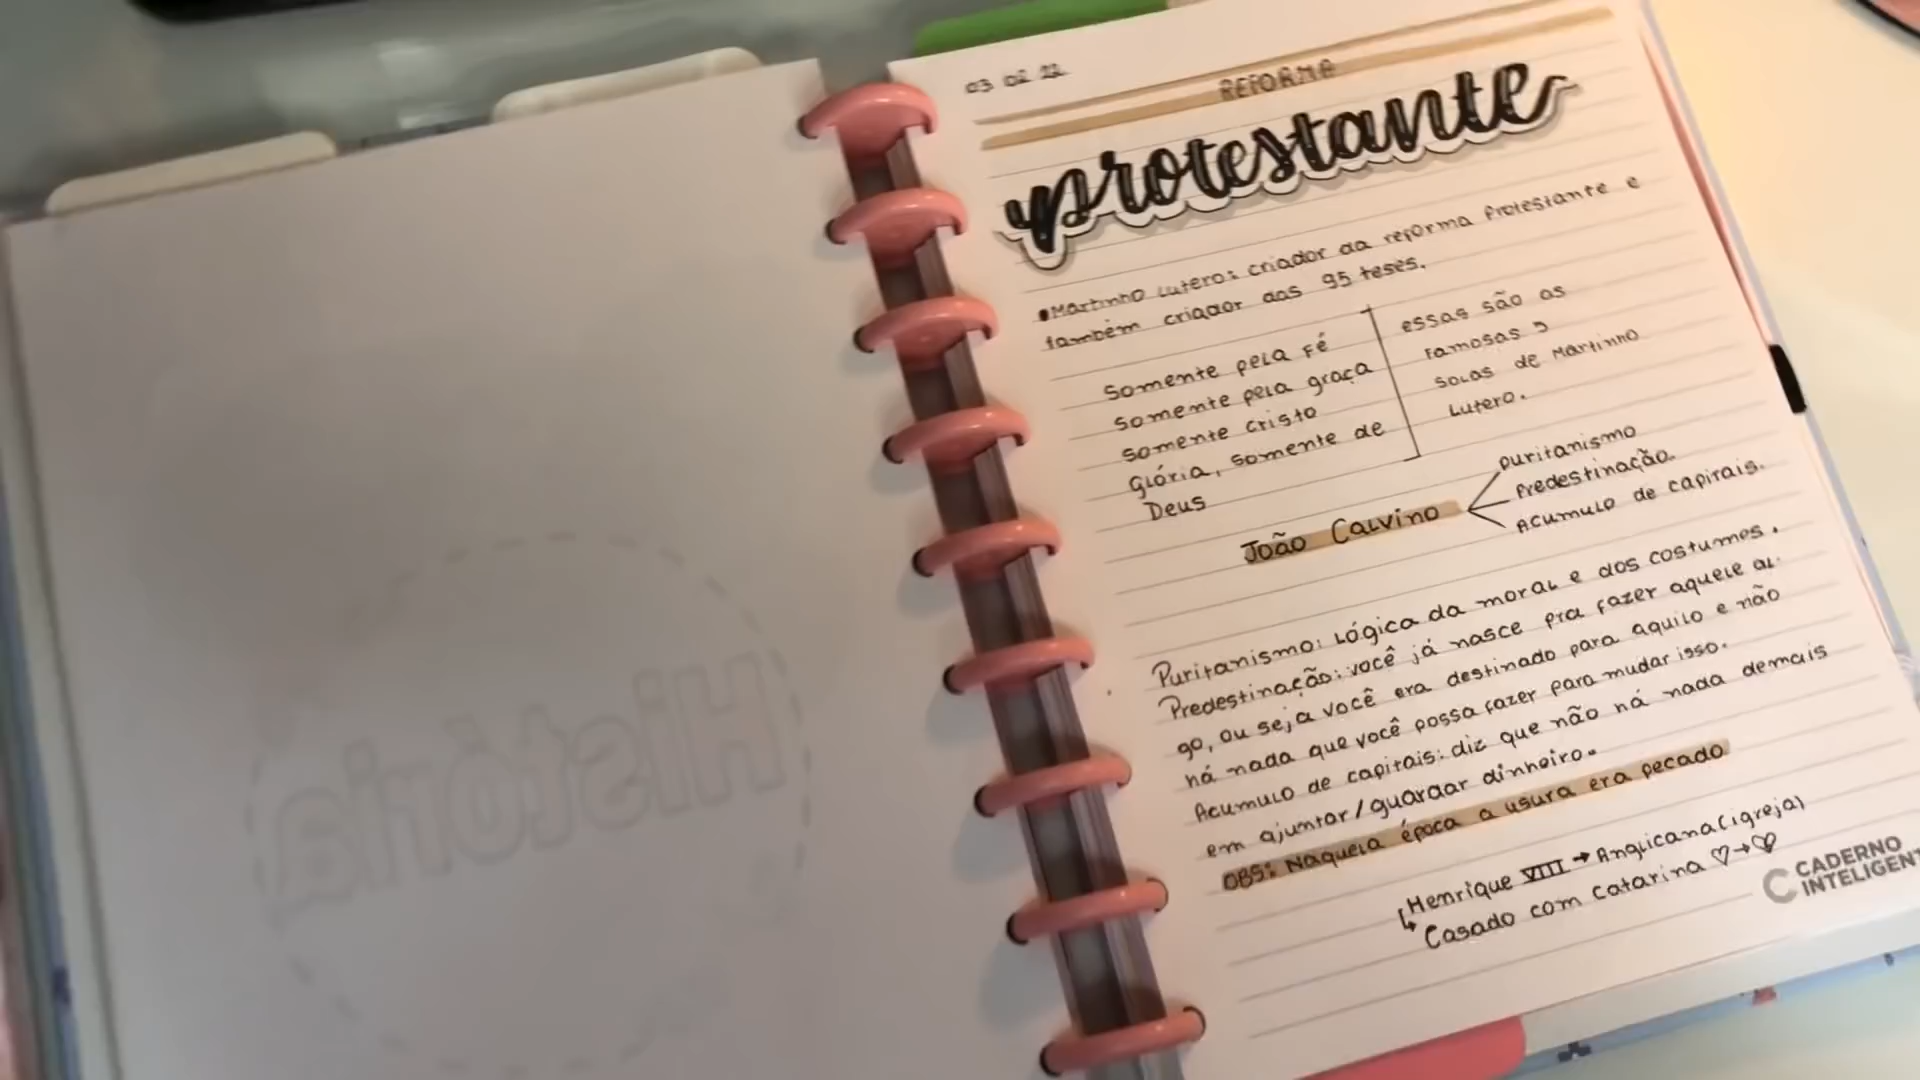 História
03 02 22
REFORMA
protestante
•Martinho Lutero: criador da reforma Protestante e
também criador das 95 teses.
Somente pela Fé
Somente pela graça
Somente Cristo
Glória, somente de
Deus
essas são as
famosas 5
solas de Martinho
Lutero.
João Calvino
puritanismo
Predestinação.
Acumulo de capitais.
Puritanismo: Lógica da moral e dos costumes.
Predestinação: você já nasce pra fazer aquele al-
go, ou seja você era destinado para aquilo e não
há nada que você possa fazer para mudar isso.
Acumulo de capitais: diz que não há nada demais
em ajuntar/guardar dinheiro.
OBS: Naquela época a usura era pecado
Henrique VIII → Anglicana (igreja)
↳ Casado com Catarina ♡→♡
CADERNO
INTELIGENT